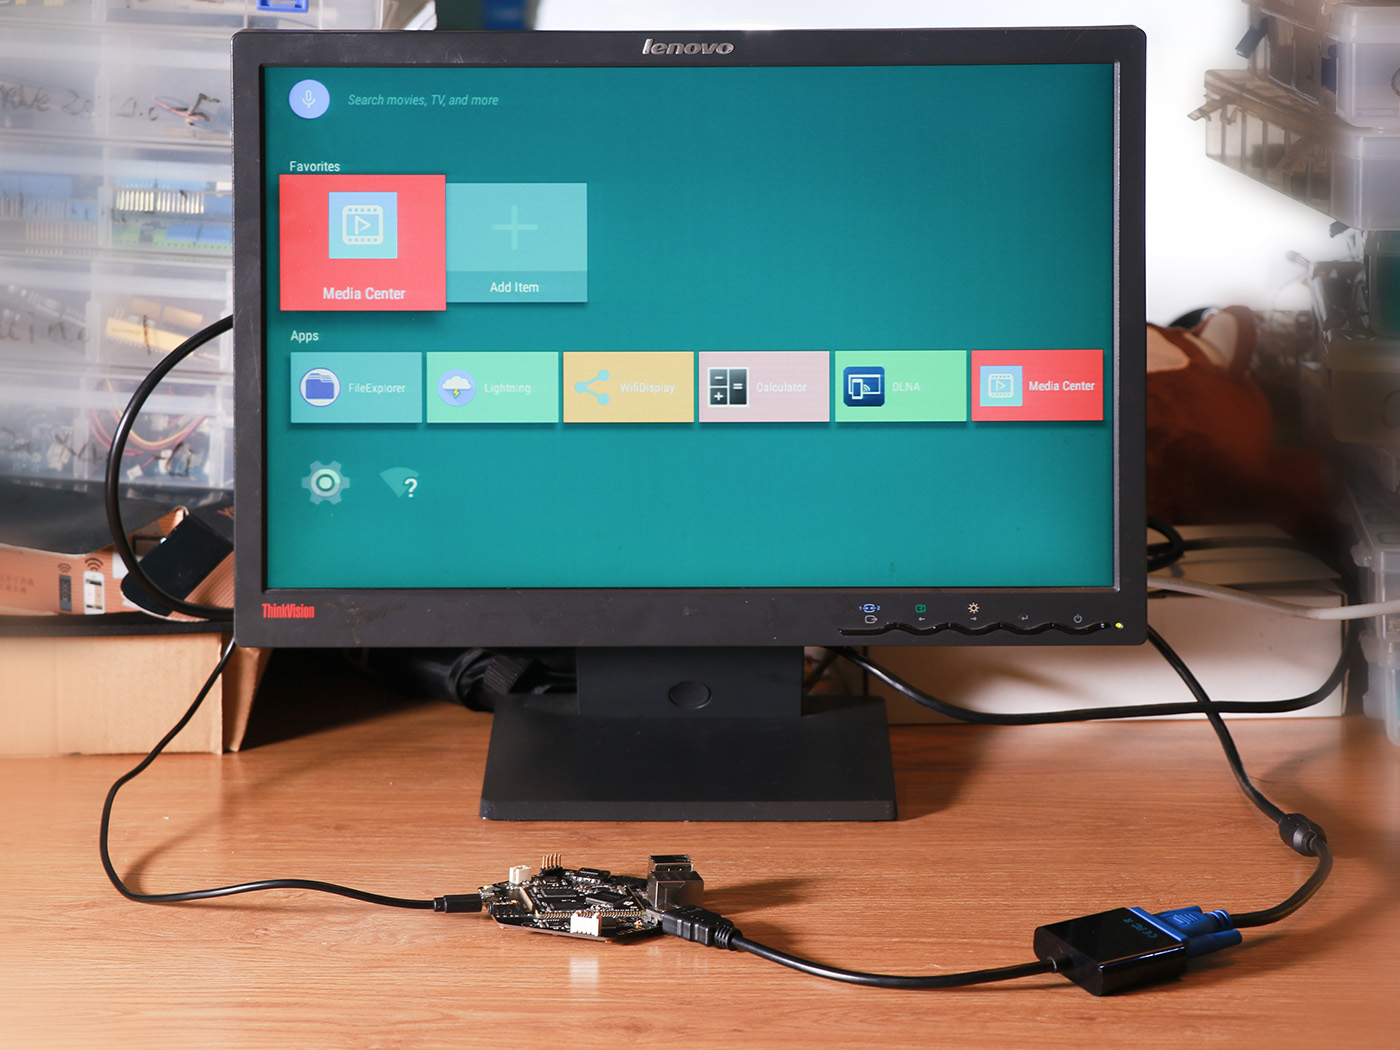 lenovo
Search movies, TV, and more
Favorites
Media Center
Add Item
Apps
FileExplorer
Lightning
WifiDisplay
Calculator
DLNA
Media Center
?
ThinkVision